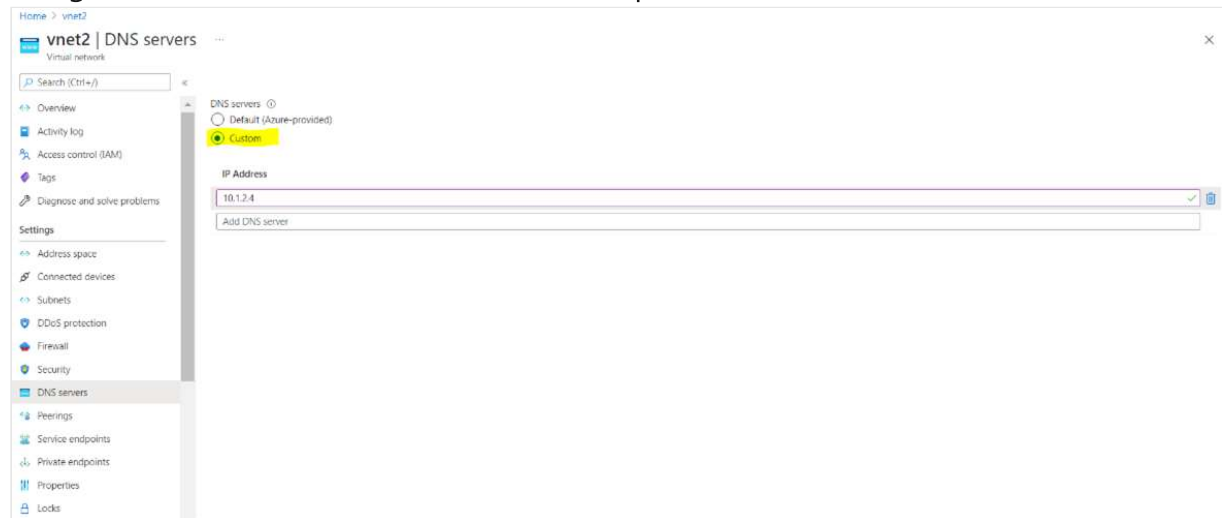 Home > vnet2
vnet2 | DNS servers ...
Virtual network
Search (Ctrl+/)
«
Overview
Activity log
Access control (IAM)
Tags
Diagnose and solve problems
Settings
Address space
Connected devices
Subnets
DDoS protection
Firewall
Security
DNS servers
Peerings
Service endpoints
Private endpoints
Properties
Locks
DNS servers
Default (Azure-provided)
Custom
IP Address
10.1.2.4
Add DNS server